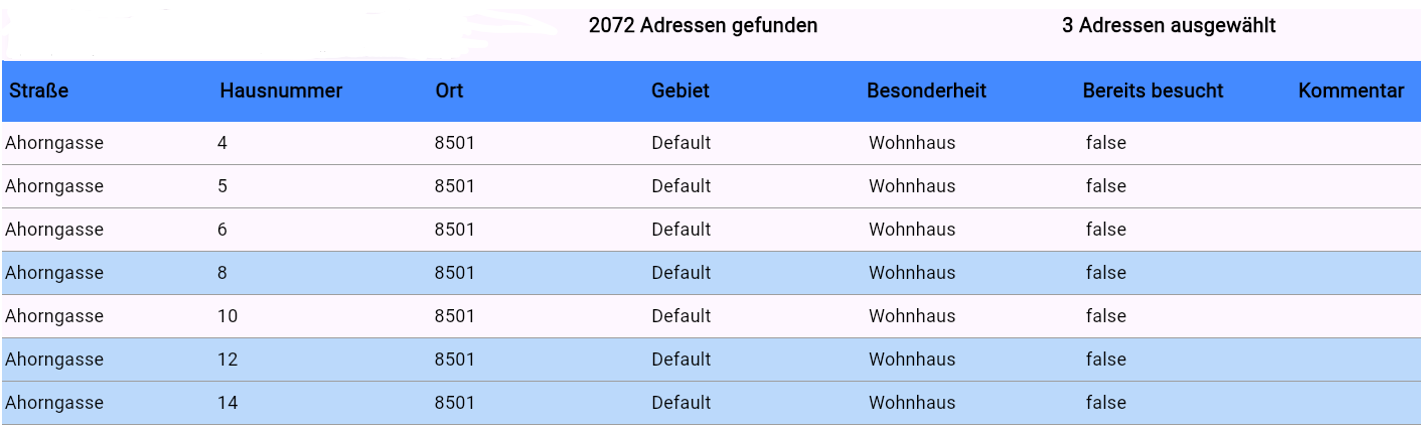 2072 Adressen gefunden 3 Adressen ausgewählt
Straße Hausnummer Ort Gebiet Besonderheit Bereits besucht Kommentar
Ahorngasse 4 8501 Default Wohnhaus false
Ahorngasse 5 8501 Default Wohnhaus false
Ahorngasse 6 8501 Default Wohnhaus false
Ahorngasse 8 8501 Default Wohnhaus false
Ahorngasse 10 8501 Default Wohnhaus false
Ahorngasse 12 8501 Default Wohnhaus false
Ahorngasse 14 8501 Default Wohnhaus false